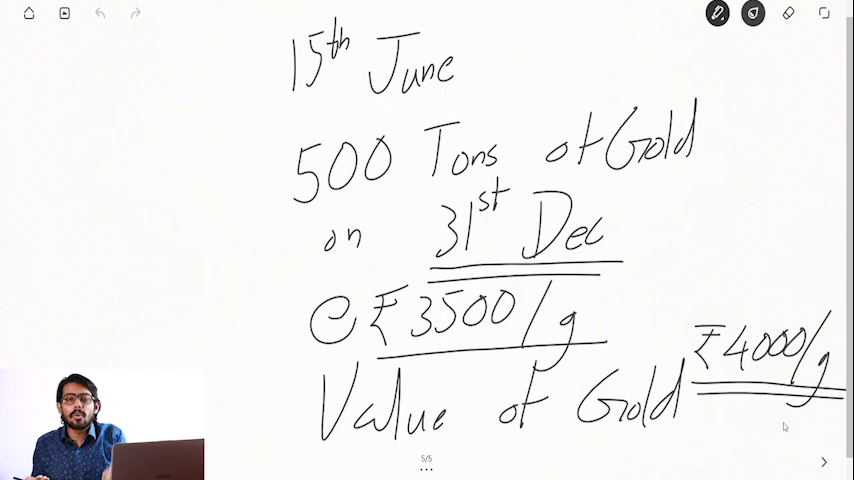 15th June
500 Tons of Gold
on 31st Dec
@ ₹3500/g
Value of Gold ₹4000/g
5/5